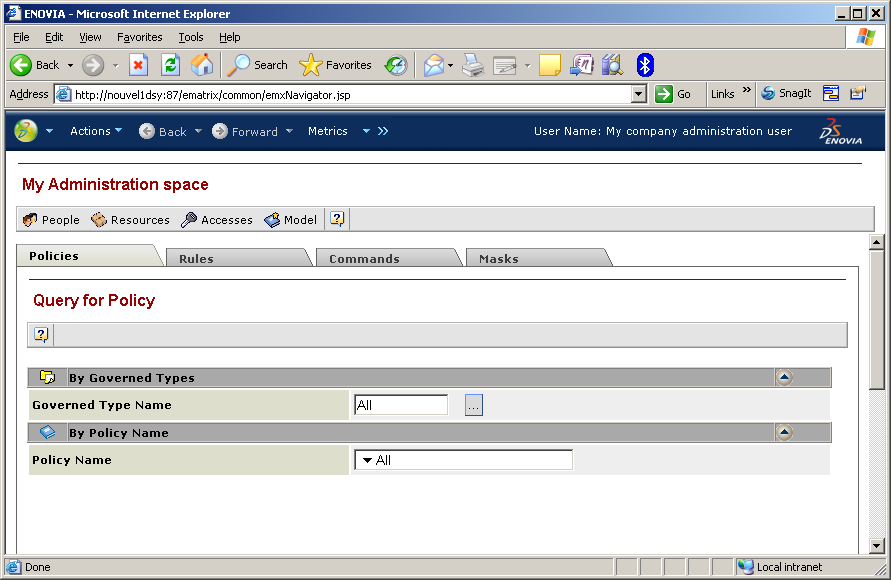 ENOVIA - Microsoft Internet Explorer
File Edit View Favorites Tools Help
Back Search Favorites
Address http://nouvel1dsy:87/ematrix/common/emxNavigator.jsp Go Links » SnagIt
Actions Back Forward Metrics » User Name: My company administration user ENOVIA
My Administration space
People Resources Accesses Model ?
Policies Rules Commands Masks
Query for Policy
?
By Governed Types
Governed Type Name All ...
By Policy Name
Policy Name All
Done Local intranet